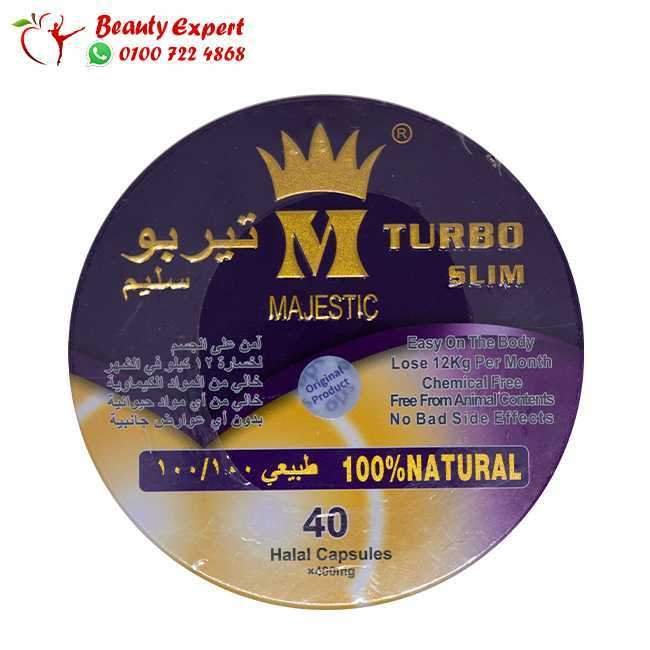 Beauty Expert
0100 722 4868
®
تيربو
سليم
M
MAJESTIC
TURBO
SLIM
آمن على الجسم
لخسارة ١٢ كيلو في الشهر
خالي من المواد الكيماوية
خالي من أي مواد حيوانية
بدون أي عوارض جانبية
Original
Product
Easy On The Body
Lose 12Kg Per Month
Chemical Free
Free From Animal Contents
No Bad Side Effects
١٠٠/١٠٠ طبيعي
100%NATURAL
40
Halal Capsules
×400mg